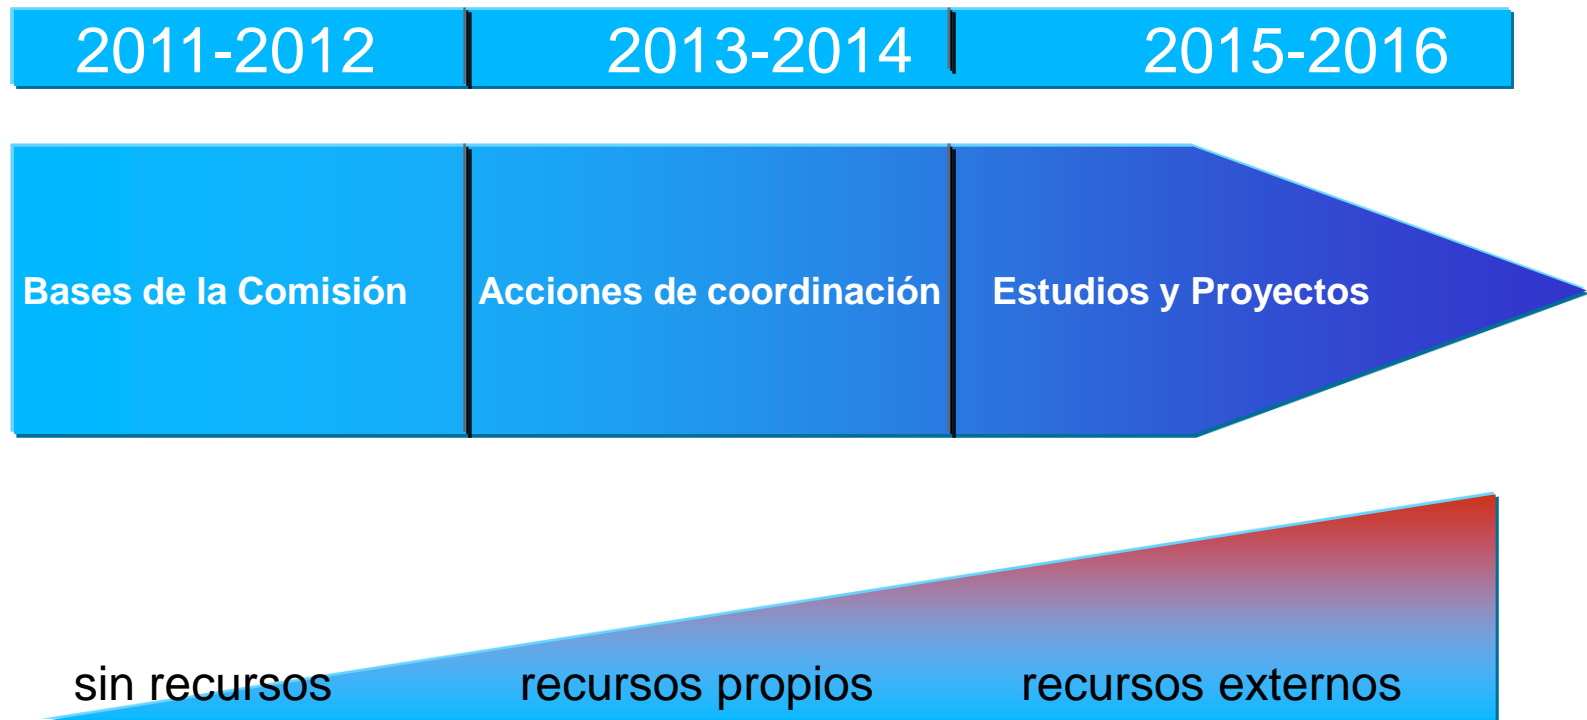 2011-2012 2013-2014 2015-2016
Bases de la Comisión Acciones de coordinación Estudios y Proyectos
sin recursos recursos propios recursos externos